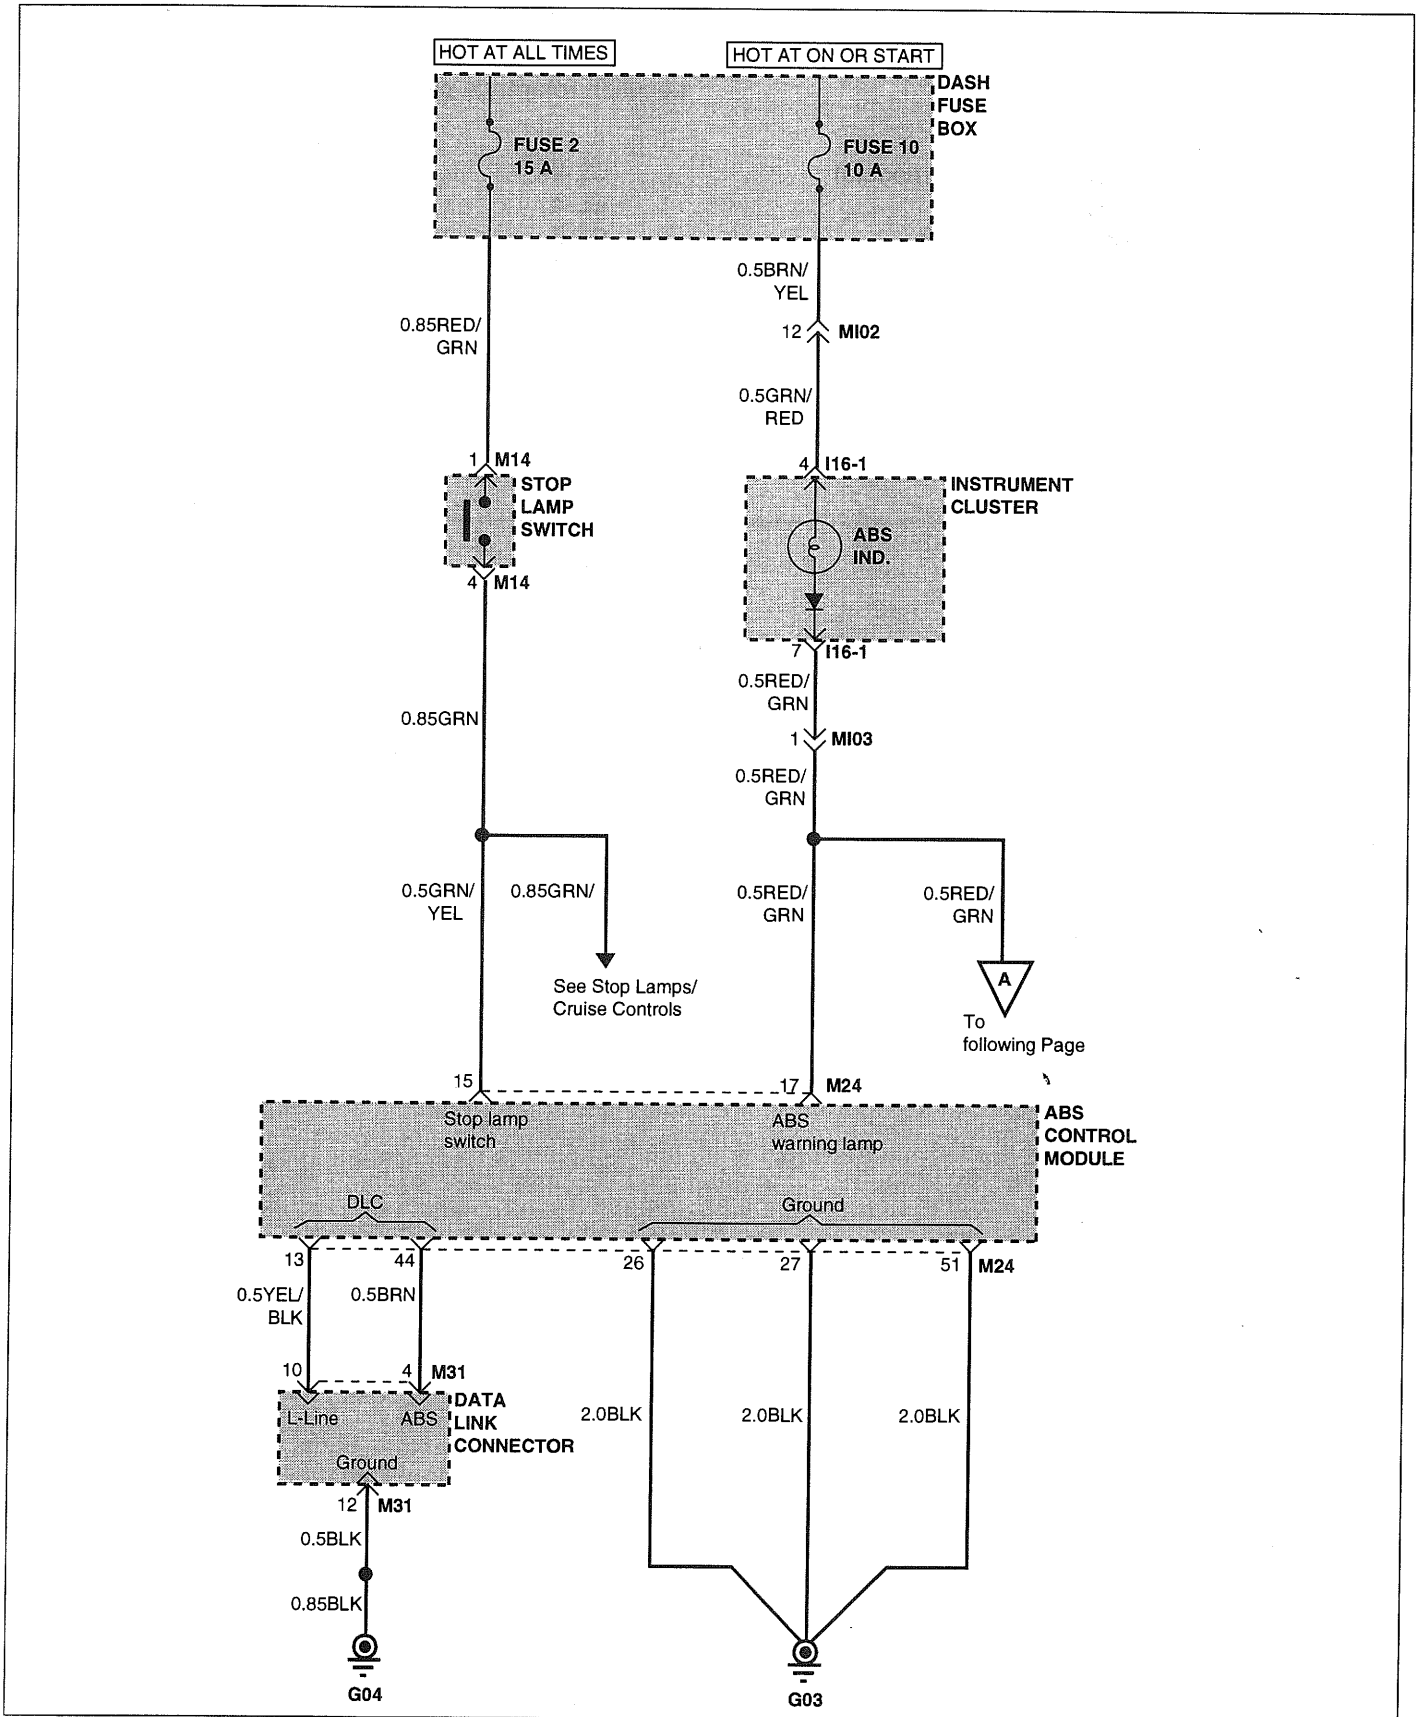 HOT AT ALL TIMES
HOT AT ON OR START
DASH
FUSE
BOX
FUSE 2
15 A
FUSE 10
10 A
0.5BRN/
YEL
0.85RED/
GRN
12
MI02
0.5GRN/
RED
1
M14
4
I16-1
STOP
LAMP
SWITCH
INSTRUMENT
CLUSTER
ABS
IND.
4
M14
7
I16-1
0.5RED/
GRN
0.85GRN
1
MI03
0.5RED/
GRN
0.5GRN/
YEL
0.85GRN/
0.5RED/
GRN
0.5RED/
GRN
See Stop Lamps/
Cruise Controls
A
To
following Page
15
17
M24
Stop lamp
switch
ABS
warning lamp
ABS
CONTROL
MODULE
DLC
Ground
13
44
26
27
51
M24
0.5YEL/
BLK
0.5BRN
10
4
M31
L-Line
ABS
DATA
LINK
CONNECTOR
Ground
2.0BLK
2.0BLK
2.0BLK
12
M31
0.5BLK
0.85BLK
G04
G03